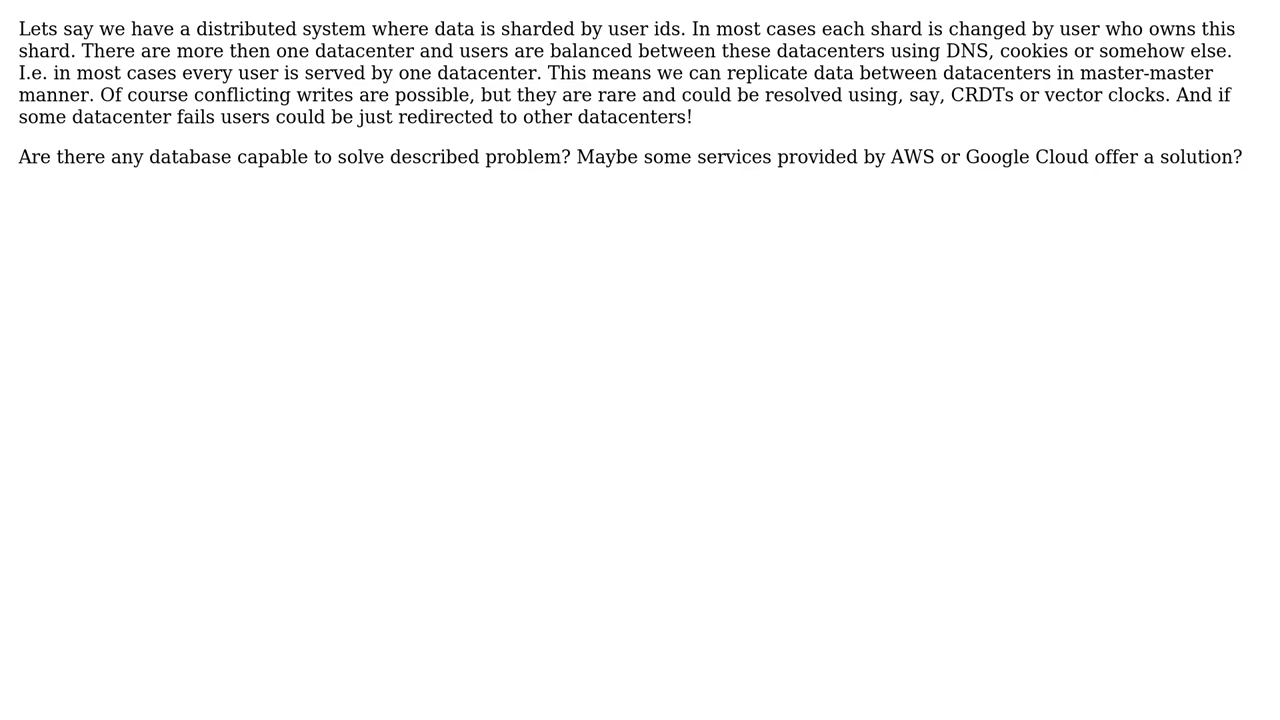 Lets say we have a distributed system where data is sharded by user ids. In most cases each shard is changed by user who owns this
shard. There are more then one datacenter and users are balanced between these datacenters using DNS, cookies or somehow else.
I.e. in most cases every user is served by one datacenter. This means we can replicate data between datacenters in master-master
manner. Of course conflicting writes are possible, but they are rare and could be resolved using, say, CRDTs or vector clocks. And if
some datacenter fails users could be just redirected to other datacenters!
Are there any database capable to solve described problem? Maybe some services provided by AWS or Google Cloud offer a solution?